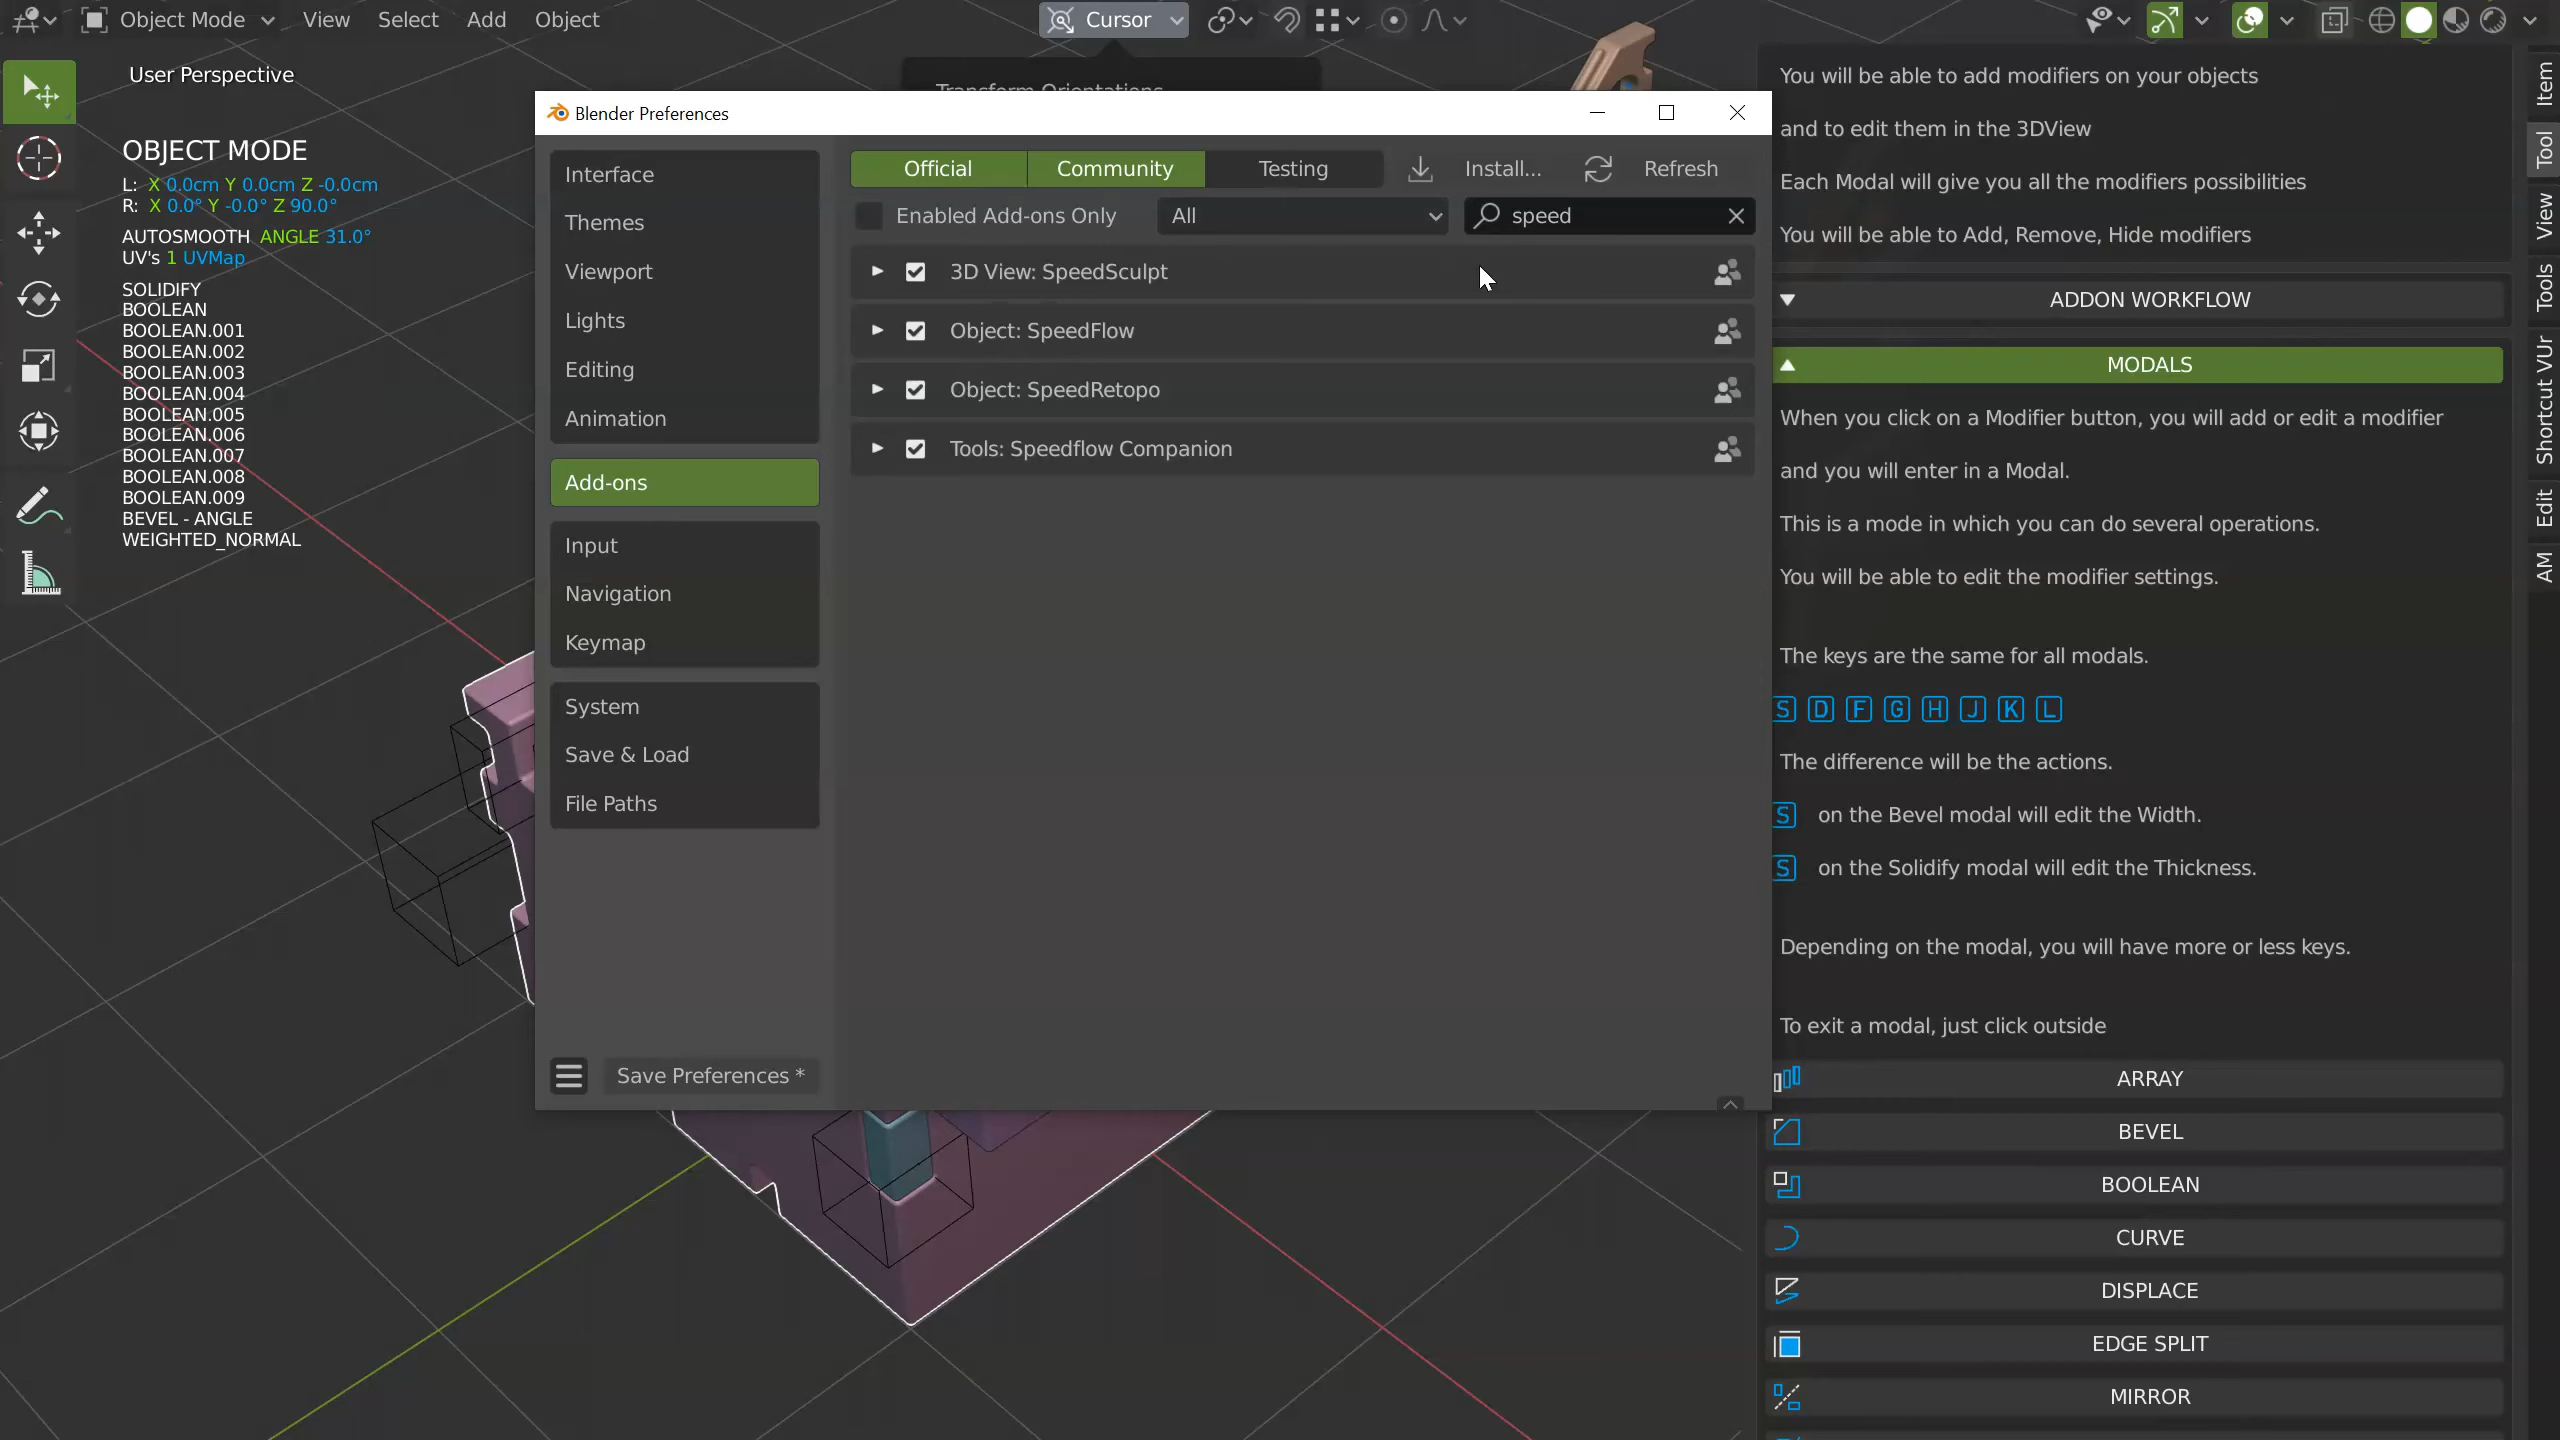 Object Mode
View
Select
Add
Object
Cursor
User Perspective
OBJECT MODE
L: X 0.0cm Y 0.0cm Z -0.0cm
R: X 0.0° Y -0.0° Z 90.0°
AUTOSMOOTH ANGLE 31.0°
UV's 1 UVMap
SOLIDIFY
BOOLEAN
BOOLEAN.001
BOOLEAN.002
BOOLEAN.003
BOOLEAN.004
BOOLEAN.005
BOOLEAN.006
BOOLEAN.007
BOOLEAN.008
BOOLEAN.009
BEVEL - ANGLE
WEIGHTED_NORMAL
Transform Orientations
Blender Preferences
Interface
Themes
Viewport
Lights
Editing
Animation
Add-ons
Input
Navigation
Keymap
System
Save & Load
File Paths
Save Preferences *
Official
Community
Testing
Install...
Refresh
Enabled Add-ons Only
All
speed
3D View: SpeedSculpt
Object: SpeedFlow
Object: SpeedRetopo
Tools: Speedflow Companion
You will be able to add modifiers on your objects
and to edit them in the 3DView
Each Modal will give you all the modifiers possibilities
You will be able to Add, Remove, Hide modifiers
ADDON WORKFLOW
MODALS
When you click on a Modifier button, you will add or edit a modifier
and you will enter in a Modal.
This is a mode in which you can do several operations.
You will be able to edit the modifier settings.
The keys are the same for all modals.
S D F G H J K L
The difference will be the actions.
S on the Bevel modal will edit the Width.
S on the Solidify modal will edit the Thickness.
Depending on the modal, you will have more or less keys.
To exit a modal, just click outside
ARRAY
BEVEL
BOOLEAN
CURVE
DISPLACE
EDGE SPLIT
MIRROR
Item
Tool
View
Tools
Shortcut VUr
Edit
AM